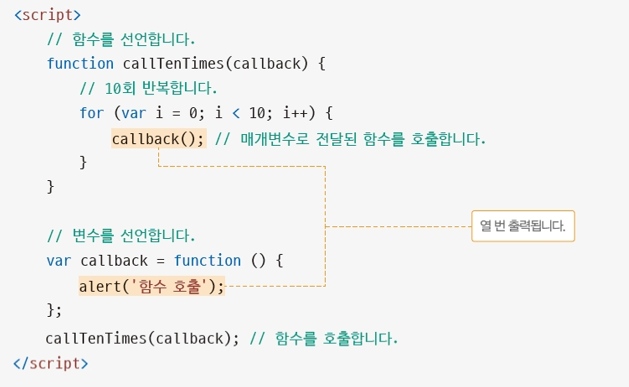 <script>
// 함수를 선언합니다.
function callTenTimes(callback) {
// 10회 반복합니다.
for (var i = 0; i < 10; i++) {
callback(); // 매개변수로 전달된 함수를 호출합니다.
}
}
열 번 출력됩니다.
// 변수를 선언합니다.
var callback = function () {
alert('함수 호출');
};
callTenTimes(callback); // 함수를 호출합니다.
</script>